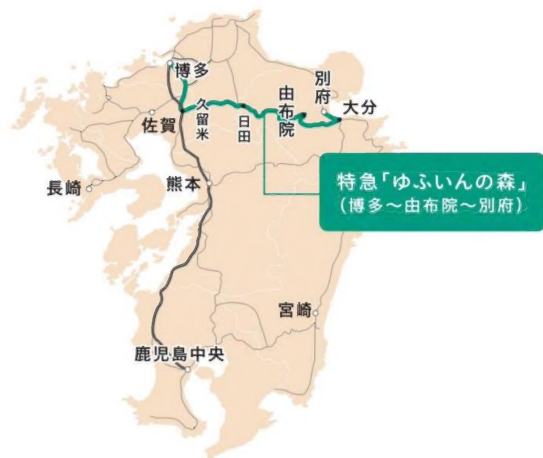 博多
別府
由布院
大分
久留米
日田
佐賀
長崎
熊本
特急「ゆふいんの森」
(博多〜由布院〜別府)
宮崎
鹿児島中央